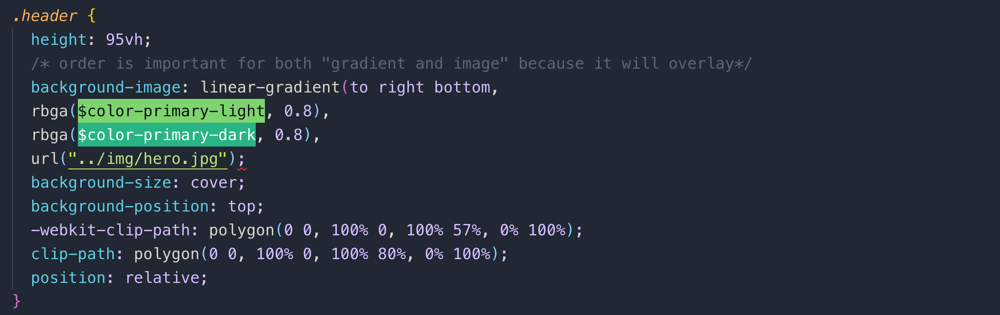 .header {
height: 95vh;
/* order is important for both "gradient and image" because it will overlay*/
background-image: linear-gradient(to right bottom,
rbga($color-primary-light, 0.8),
rbga($color-primary-dark, 0.8),
url("../img/hero.jpg");
background-size: cover;
background-position: top;
-webkit-clip-path: polygon(0 0, 100% 0, 100% 57%, 0% 100%);
clip-path: polygon(0 0, 100% 0, 100% 80%, 0% 100%);
position: relative;
}